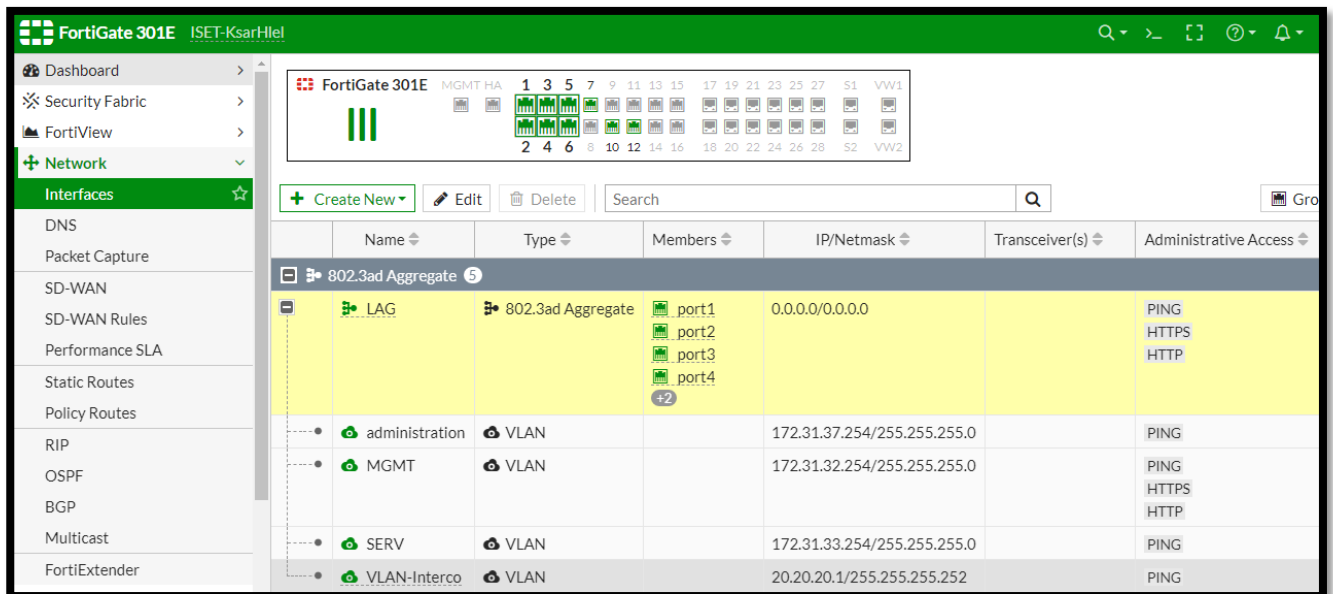 FortiGate 301E ISET-KsarHlel
Dashboard
Security Fabric
FortiView
Network
Interfaces
DNS
Packet Capture
SD-WAN
SD-WAN Rules
Performance SLA
Static Routes
Policy Routes
RIP
OSPF
BGP
Multicast
FortiExtender
FortiGate 301E MGMT HA 1 3 5 7 9 11 13 15 17 19 21 23 25 27 S1 VW1
2 4 6 8 10 12 14 16 18 20 22 24 26 28 S2 VW2
+ Create New Edit Delete Search Gro
Name Type Members IP/Netmask Transceiver(s) Administrative Access
802.3ad Aggregate 5
LAG 802.3ad Aggregate port1 0.0.0.0/0.0.0.0 PING
port2 HTTPS
port3 HTTP
port4
+2
administration VLAN 172.31.37.254/255.255.255.0 PING
MGMT VLAN 172.31.32.254/255.255.255.0 PING
HTTPS
HTTP
SERV VLAN 172.31.33.254/255.255.255.0 PING
VLAN-Interco VLAN 20.20.20.1/255.255.255.252 PING